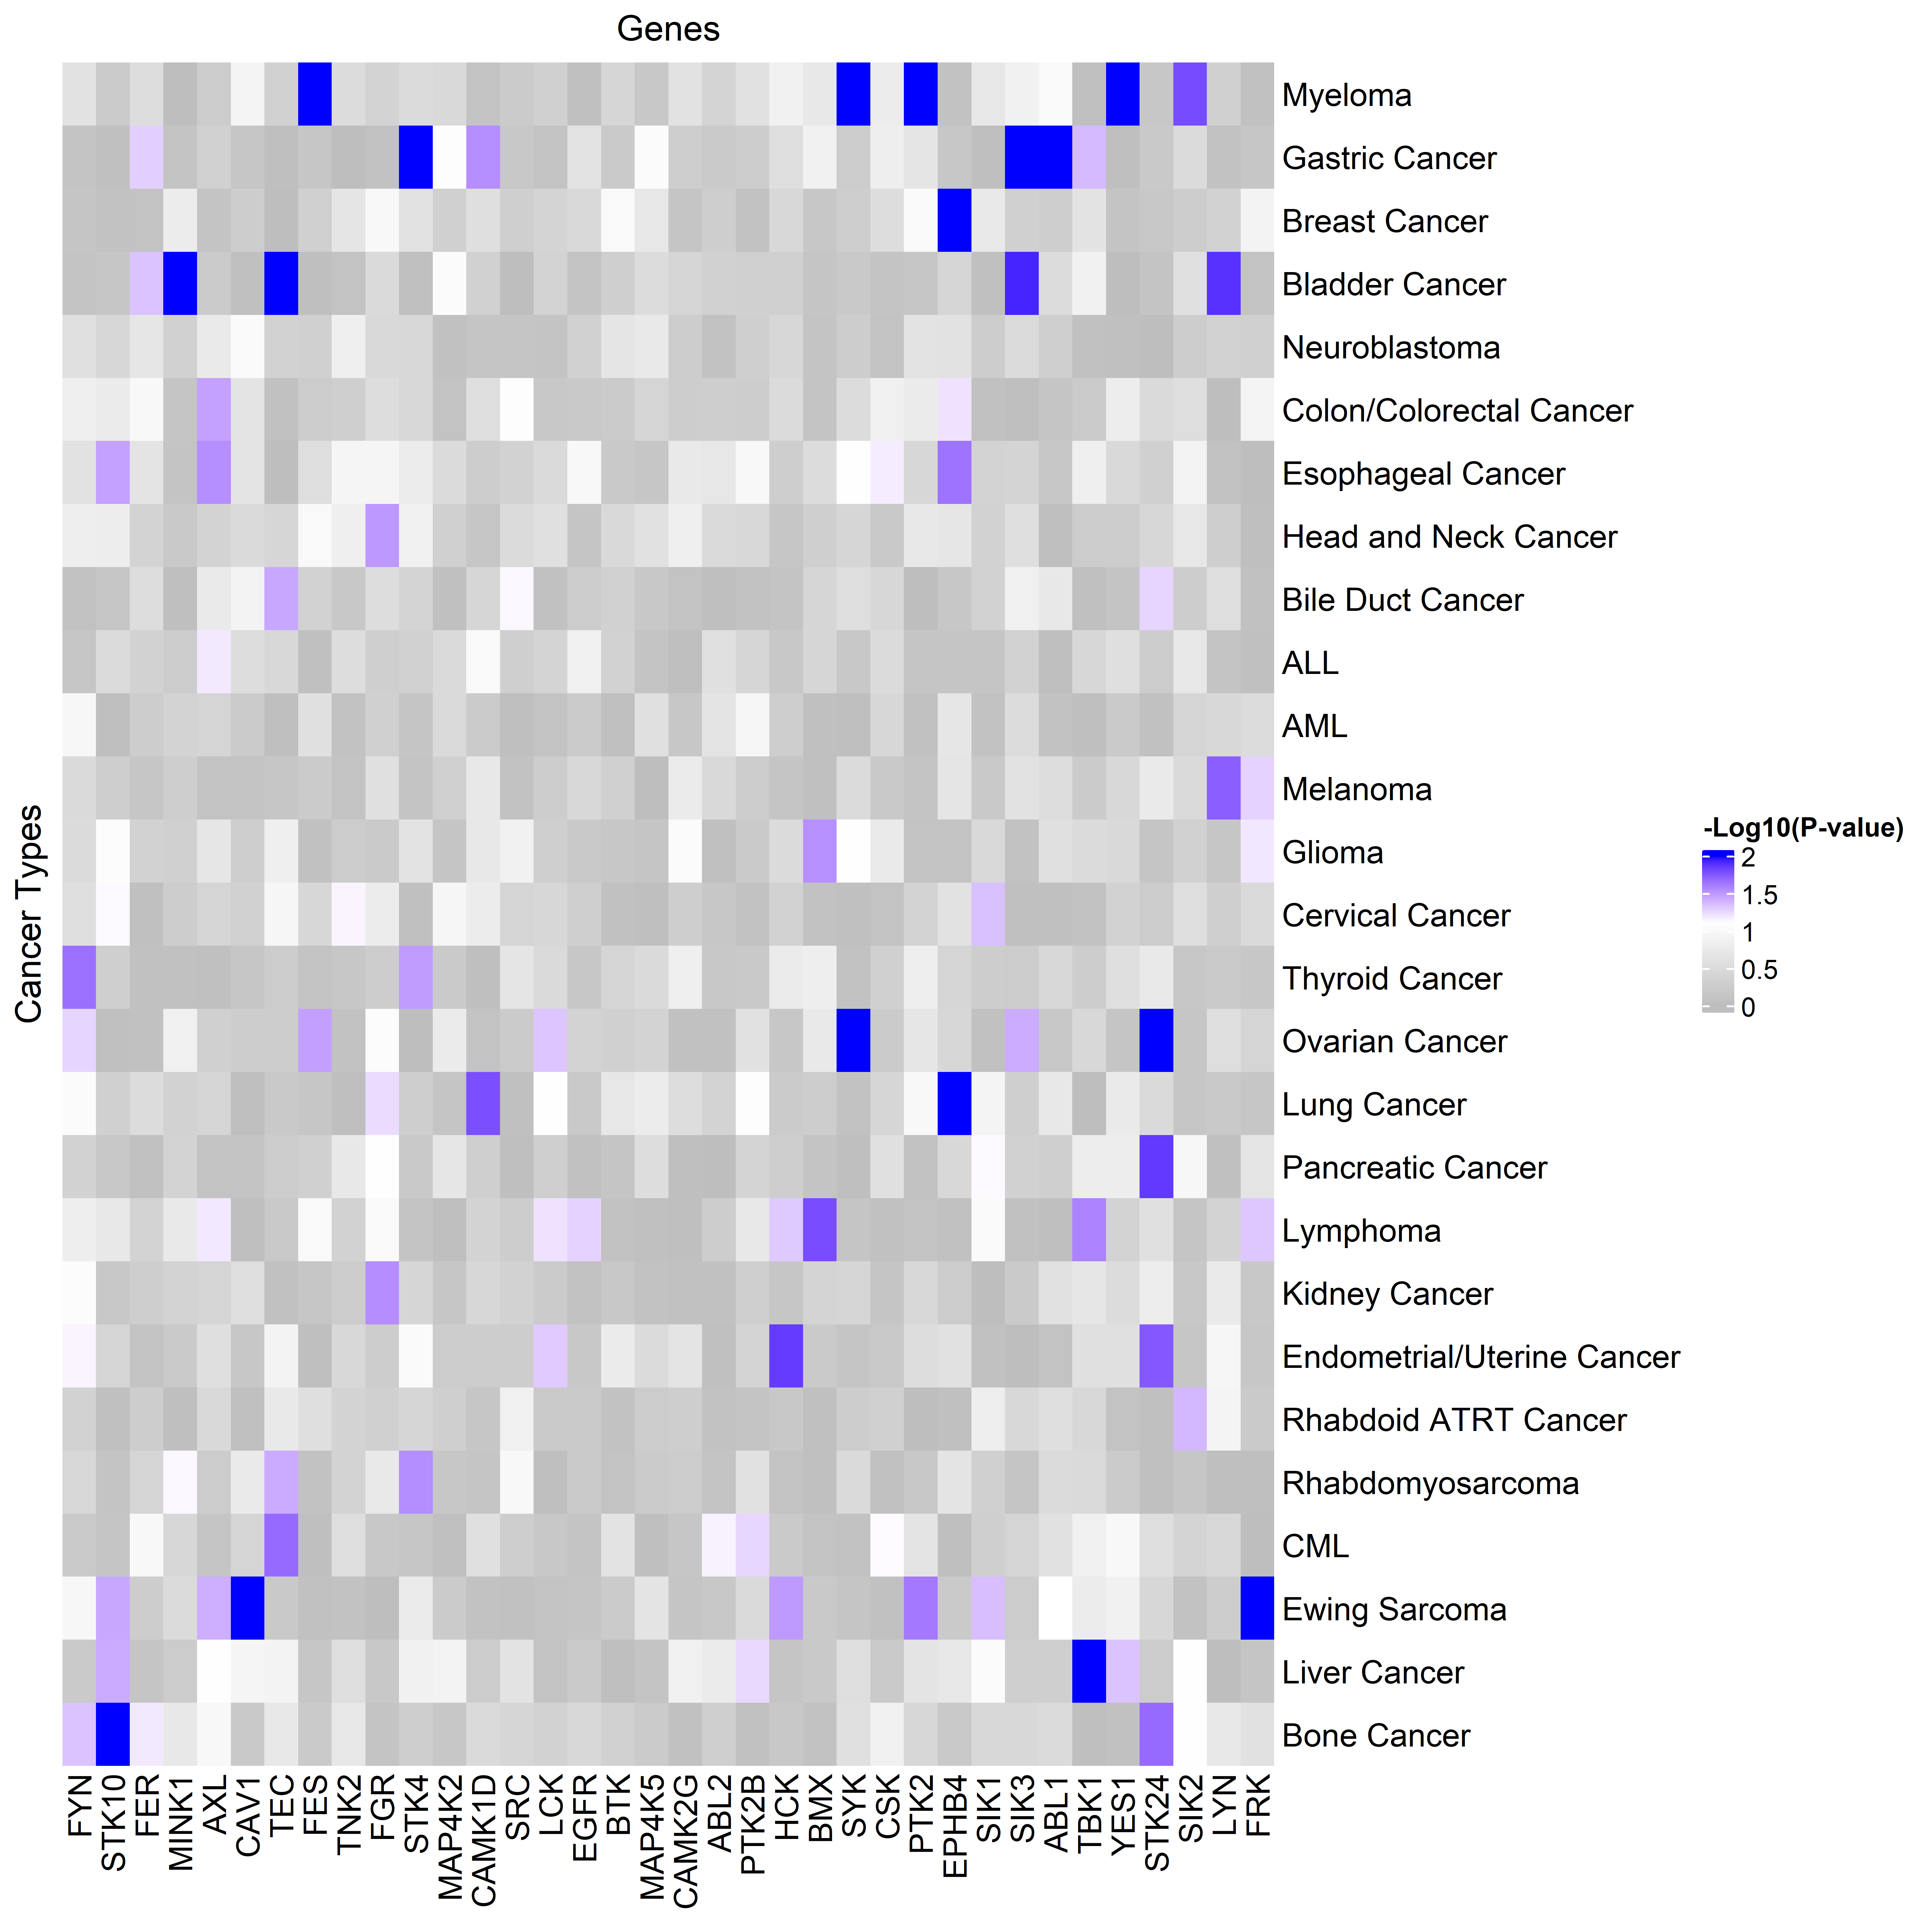 Genes
Myeloma
Gastric Cancer
Breast Cancer
Bladder Cancer
Neuroblastoma
Colon/Colorectal Cancer
Esophageal Cancer
Head and Neck Cancer
Bile Duct Cancer
ALL
AML
Melanoma
Glioma
Cervical Cancer
Thyroid Cancer
Ovarian Cancer
Lung Cancer
Pancreatic Cancer
Lymphoma
Kidney Cancer
Endometrial/Uterine Cancer
Rhabdoid ATRT Cancer
Rhabdomyosarcoma
CML
Ewing Sarcoma
Liver Cancer
Bone Cancer
Cancer Types
-Log10(P-value)
2
1.5
1
0.5
0
FYN
STK10
FER
MINK1
AXL
CAV1
TEC
FES
TNK2
FGR
STK4
MAP4K2
CAMK1D
SRC
LCK
EGFR
BTK
MAP4K5
CAMK2G
ABL2
PTK2B
HCK
BMX
SYK
CSK
PTK2
EPHB4
SIK1
SIK3
ABL1
TBK1
YES1
STK24
SIK2
LYN
FRK